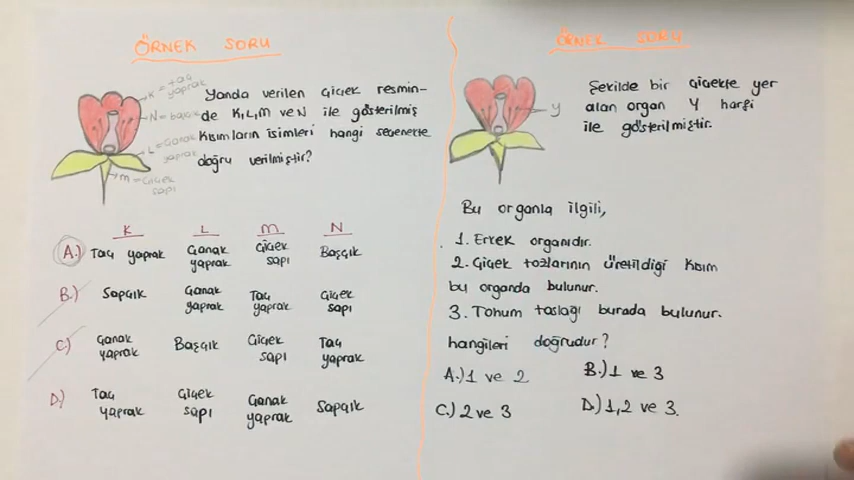 ÖRNEK SORU
K = taç
yaprak
N = başçık
L = Çanak
yaprak
M = Çiçek
sapı
Yanda verilen çiçek resmin-
de K,L,M ve N ile gösterilmiş
kısımların isimleri hangi seçenekte
doğru verilmiştir?
K L M N
A.) Taç yaprak Çanak yaprak Çiçek sapı Başçık
B.) Sapçık Çanak yaprak Taç yaprak Çiçek sapı
C.) Çanak yaprak Başçık Çiçek sapı Taç yaprak
D.) Taç yaprak Çiçek sapı Çanak yaprak Sapçık
ÖRNEK SORU
y
Şekilde bir çiçekte yer
alan organ Y harfi
ile gösterilmiştir.
Bu organla ilgili,
1. Erkek organıdır.
2. Çiçek tozlarının üretildiği kısım
bu organda bulunur.
3. Tohum taslağı burada bulunur.
hangileri doğrudur?
A.) 1 ve 2 B.) 1 ve 3
C.) 2 ve 3 D.) 1,2 ve 3.